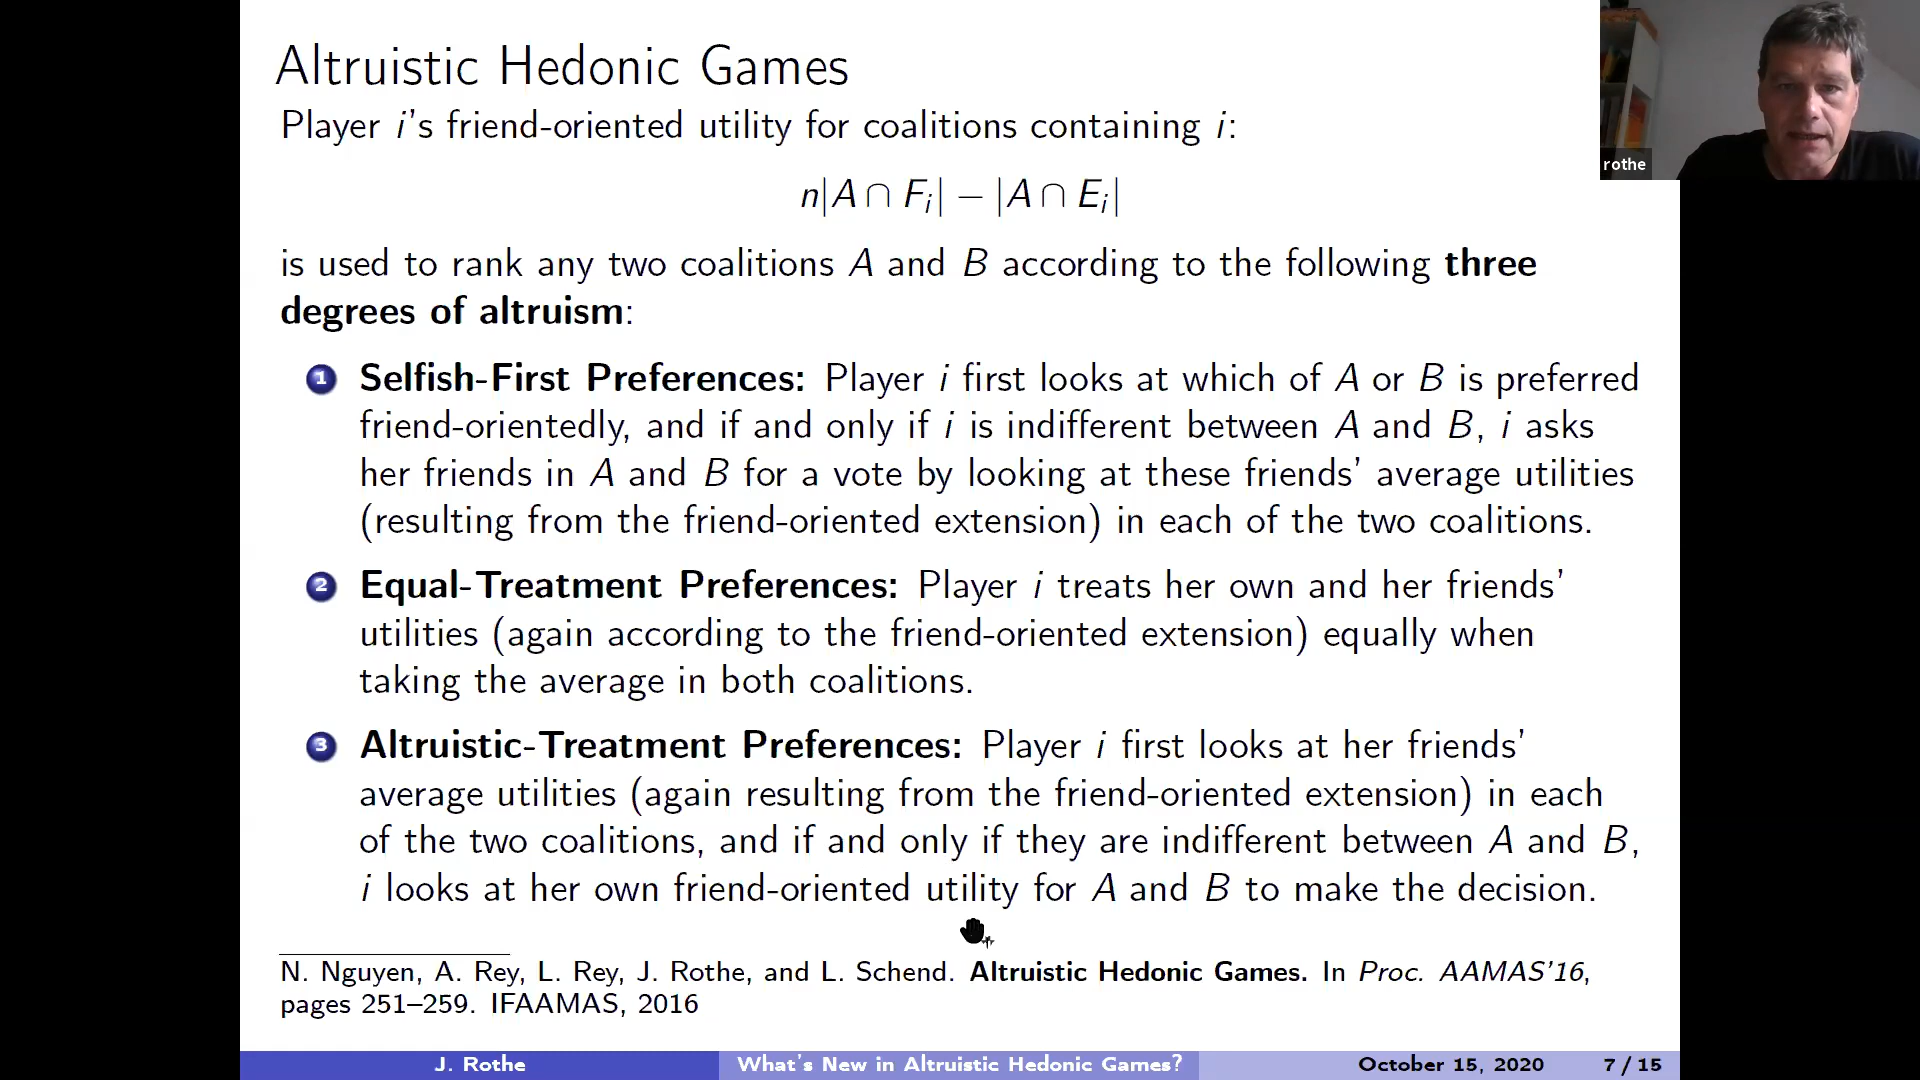 Altruistic Hedonic Games
Player i's friend-oriented utility for coalitions containing i:
n|A ∩ F_i| − |A ∩ E_i|
is used to rank any two coalitions A and B according to the following three
degrees of altruism:
1 Selfish-First Preferences: Player i first looks at which of A or B is preferred
friend-orientedly, and if and only if i is indifferent between A and B, i asks
her friends in A and B for a vote by looking at these friends' average utilities
(resulting from the friend-oriented extension) in each of the two coalitions.
2 Equal-Treatment Preferences: Player i treats her own and her friends'
utilities (again according to the friend-oriented extension) equally when
taking the average in both coalitions.
3 Altruistic-Treatment Preferences: Player i first looks at her friends'
average utilities (again resulting from the friend-oriented extension) in each
of the two coalitions, and if and only if they are indifferent between A and B,
i looks at her own friend-oriented utility for A and B to make the decision.
N. Nguyen, A. Rey, L. Rey, J. Rothe, and L. Schend. Altruistic Hedonic Games. In Proc. AAMAS'16,
pages 251–259. IFAAMAS, 2016
J. Rothe What's New in Altruistic Hedonic Games? October 15, 2020 7 / 15
rothe